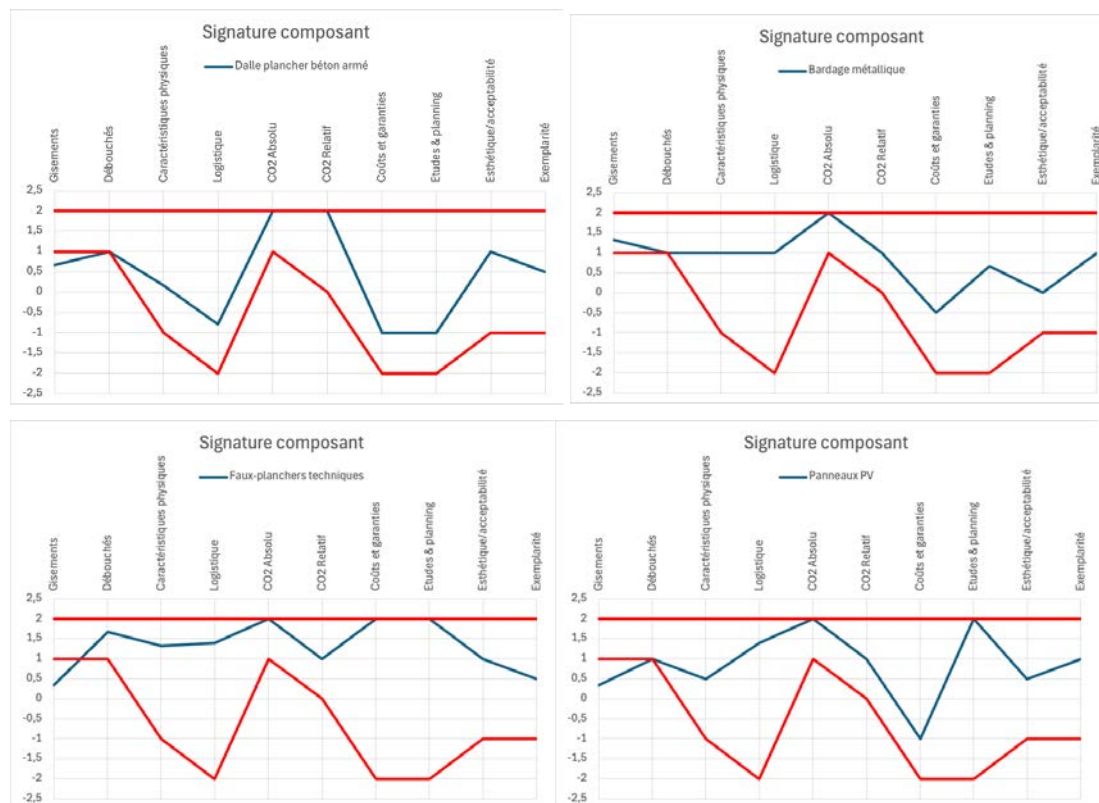 Signature composant
Dalle plancher béton armé
Gisements
Débouchés
Caractéristiques physiques
Logistique
CO2 Absolu
CO2 Relatif
Coûts et garanties
Etudes & planning
Esthétique/acceptabilité
Exemplarité
2,5
2
1,5
1
0,5
0
-0,5
-1
-1,5
-2
-2,5
Signature composant
Bardage métallique
Gisements
Débouchés
Caractéristiques physiques
Logistique
CO2 Absolu
CO2 Relatif
Coûts et garanties
Etudes & planning
Esthétique/acceptabilité
Exemplarité
2,5
2
1,5
1
0,5
0
-0,5
-1
-1,5
-2
-2,5
Signature composant
Faux-planchers techniques
Gisements
Débouchés
Caractéristiques physiques
Logistique
CO2 Absolu
CO2 Relatif
Coûts et garanties
Etudes & planning
Esthétique/acceptabilité
Exemplarité
2,5
2
1,5
1
0,5
0
-0,5
-1
-1,5
-2
-2,5
Signature composant
Panneaux PV
Gisements
Débouchés
Caractéristiques physiques
Logistique
CO2 Absolu
CO2 Relatif
Coûts et garanties
Etudes & planning
Esthétique/acceptabilité
Exemplarité
2,5
2
1,5
1
0,5
0
-0,5
-1
-1,5
-2
-2,5